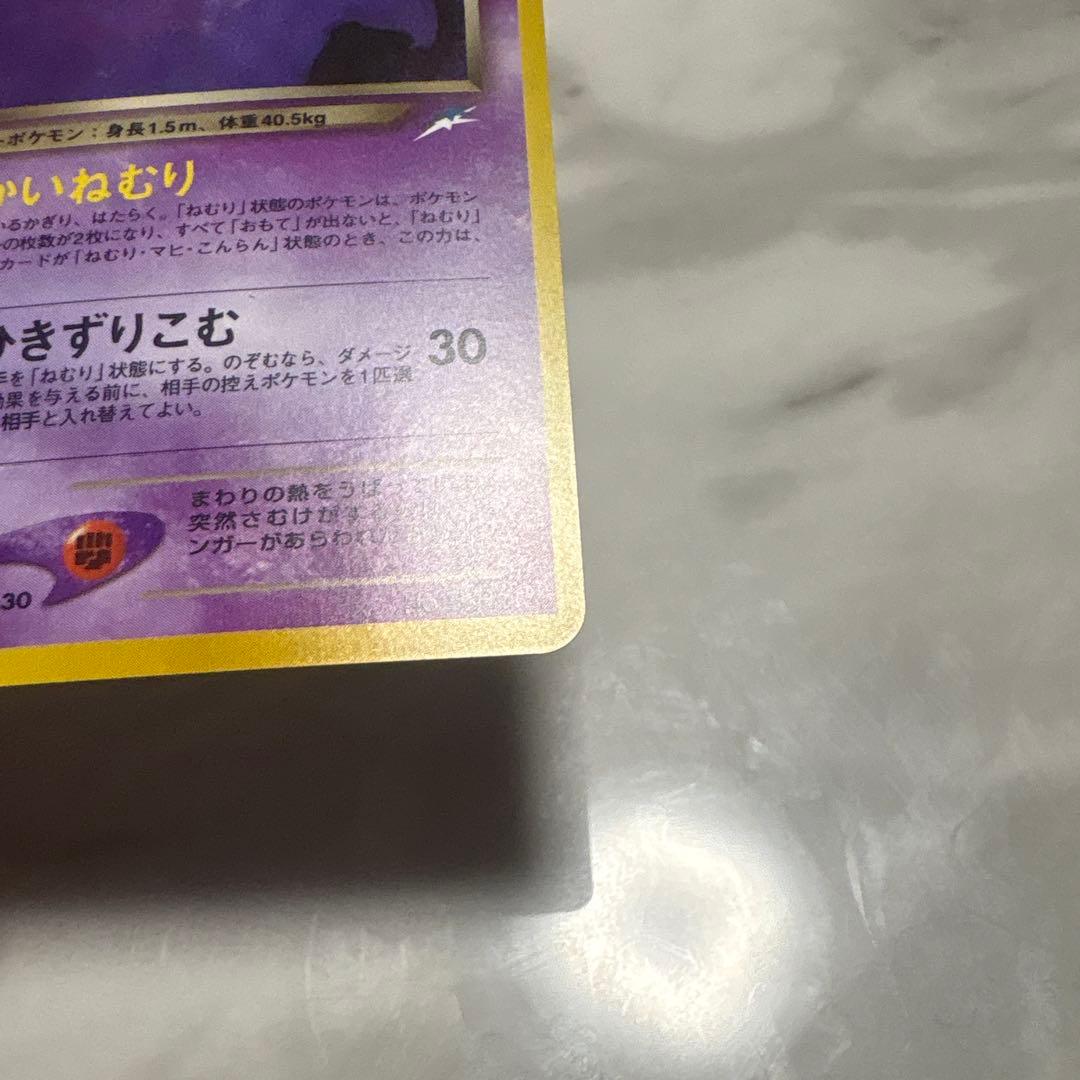 ーポケモン：身長1.5m、体重40.5kg
かいねむり
いるかぎり、はたらく。「ねむり」状態のポケモンは、ポケモン
の枚数が2枚になり、すべて「おもて」が出ないと、「ねむり」
カードが「ねむり・マヒ・こんらん」状態のとき、この力は、
ひきずりこむ
30
手を「ねむり」状態にする。のぞむなら、ダメージ
効果を与える前に、相手の控えポケモンを1匹選
相手と入れ替えてよい。
まわりの熱をうば
突然さむけがす
ンガーがあらわれ
30